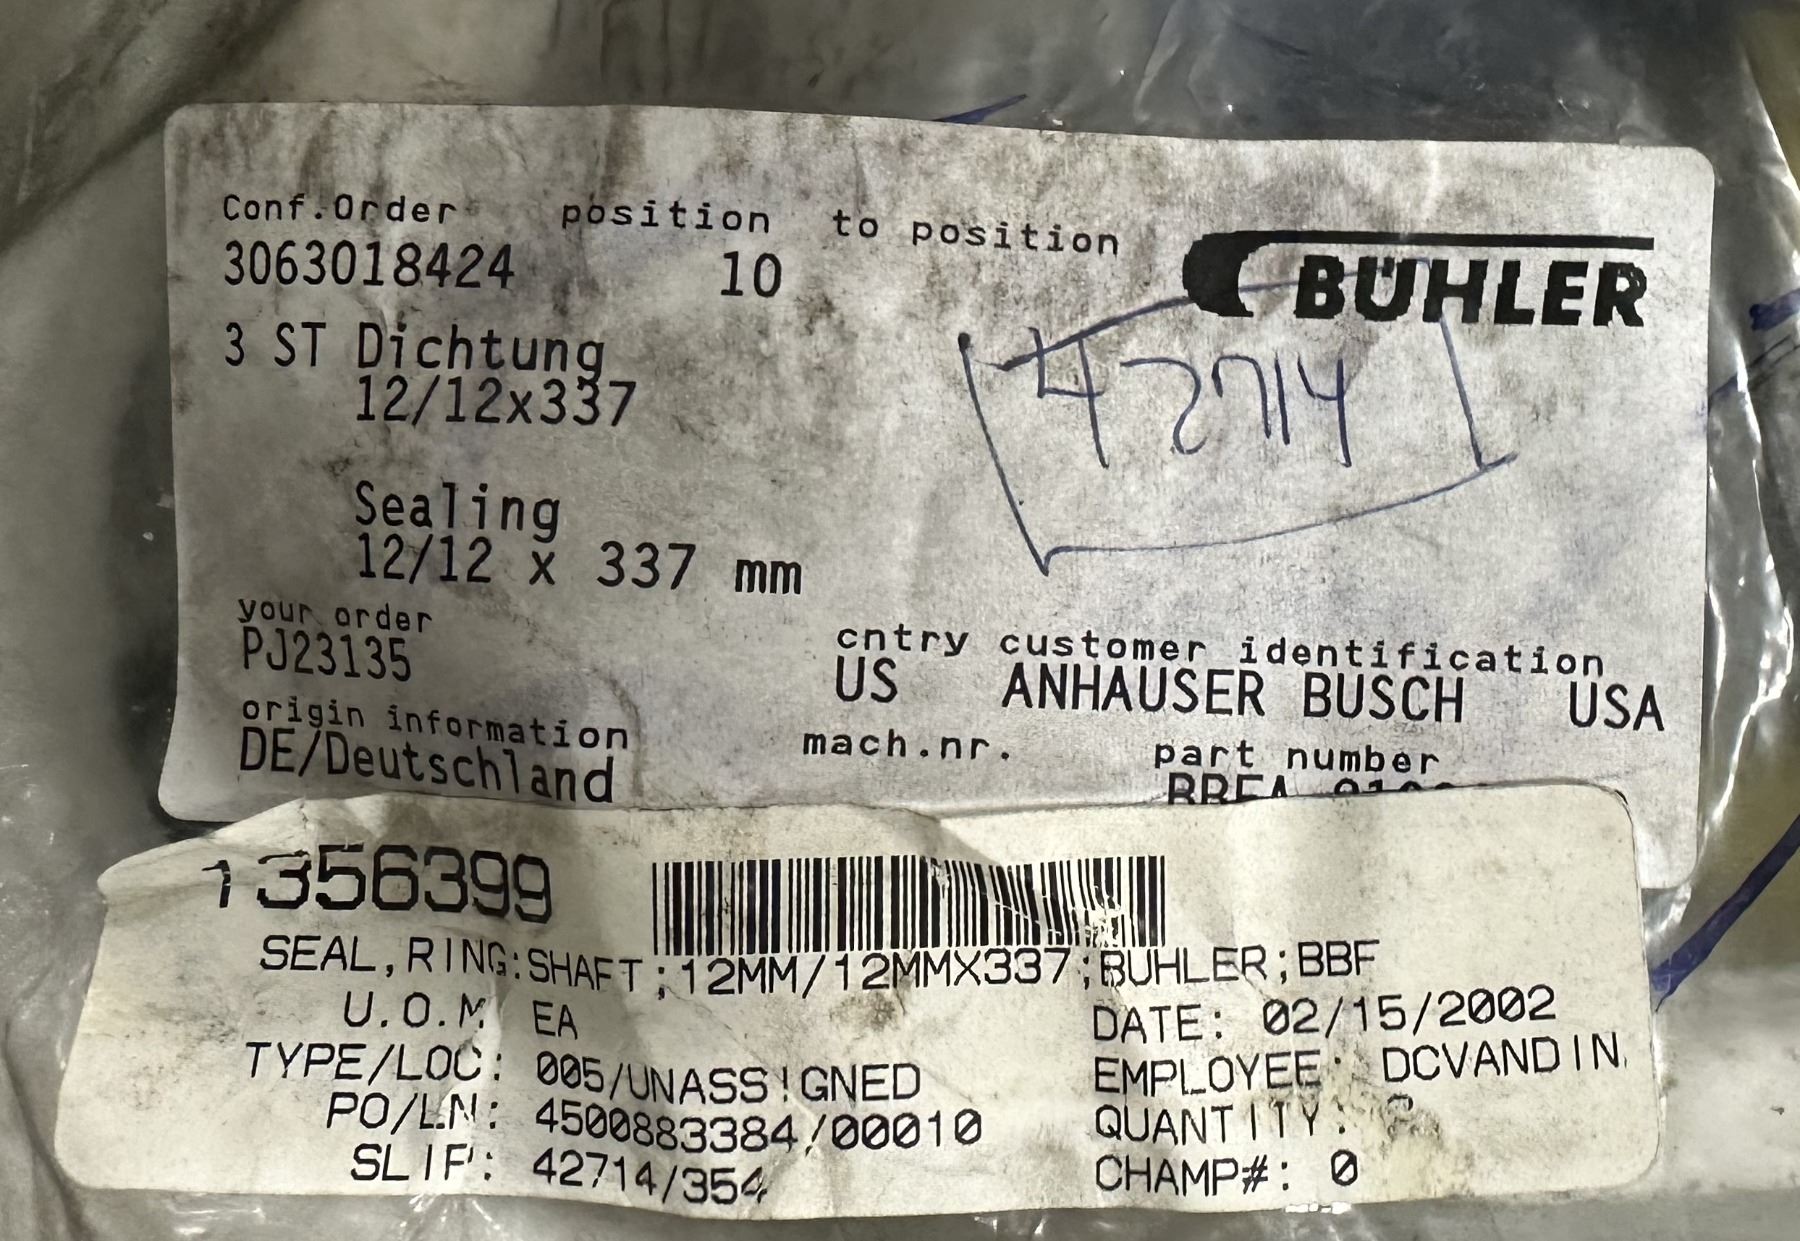 Conf.Order position to position
3063018424 10
BÜHLER
3 ST Dichtung
12/12x337
42714
Sealing
12/12 x 337 mm
your order
PJ23135
cntry customer identification
US ANHAUSER BUSCH USA
origin information
DE/Deutschland
mach.nr. part number
1356399
SEAL,RING:SHAFT;12MM/12MMX337;BUHLER;BBF
U.O.M EA DATE: 02/15/2002
TYPE/LOC: 005/UNASSIGNED EMPLOYEE: DCVANDIN
PO/LN: 4500883384/00010 QUANTITY:
SLIP: 42714/354 CHAMP#: 0